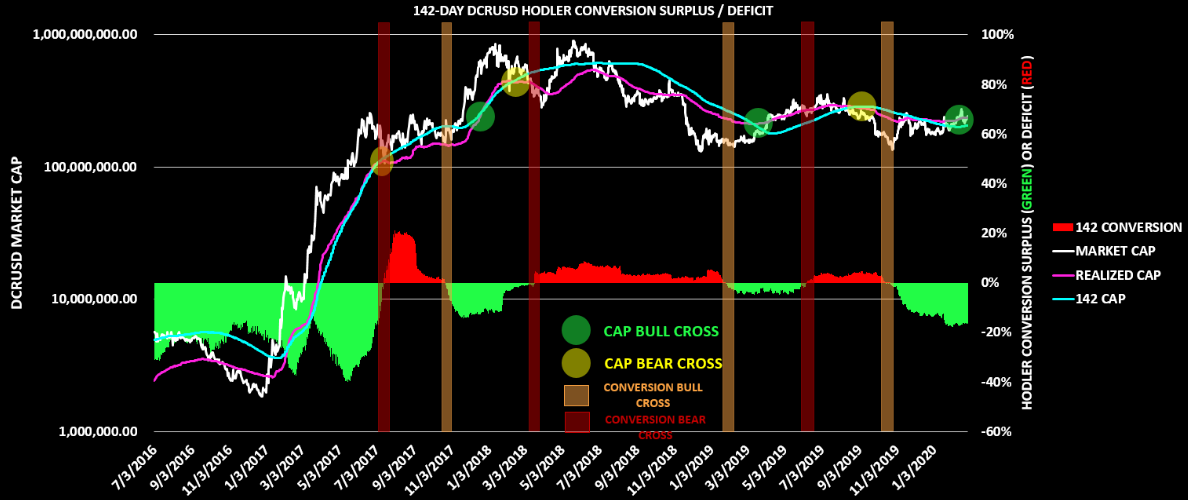 142-DAY DCRUSD HODLER CONVERSION SURPLUS / DEFICIT
DCRUSD MARKET CAP
1,000,000,000.00
100,000,000.00
10,000,000.00
1,000,000.00
100%
80%
60%
40%
20%
0%
-20%
-40%
-60%
HODLER CONVERSION SURPLUS (GREEN) OR DEFICIT (RED)
142 CONVERSION
MARKET CAP
REALIZED CAP
142 CAP
CAP BULL CROSS
CAP BEAR CROSS
CONVERSION BULL
CROSS
CONVERSION BEAR
CROSS
7/3/2016
9/3/2016
11/3/2016
1/3/2017
3/3/2017
5/3/2017
7/3/2017
9/3/2017
11/3/2017
1/3/2018
3/3/2018
5/3/2018
7/3/2018
9/3/2018
11/3/2018
1/3/2019
3/3/2019
5/3/2019
7/3/2019
9/3/2019
11/3/2019
1/3/2020